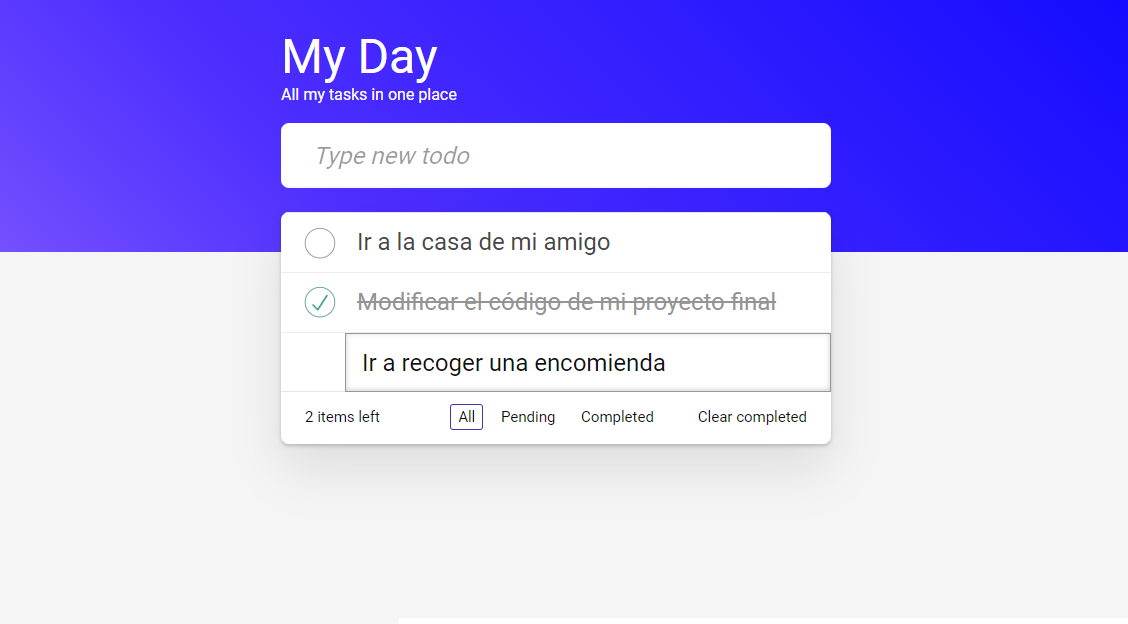 My Day
All my tasks in one place
Type new todo
Ir a la casa de mi amigo
Modificar el código de mi proyecto final
Ir a recoger una encomienda
2 items left All Pending Completed Clear completed